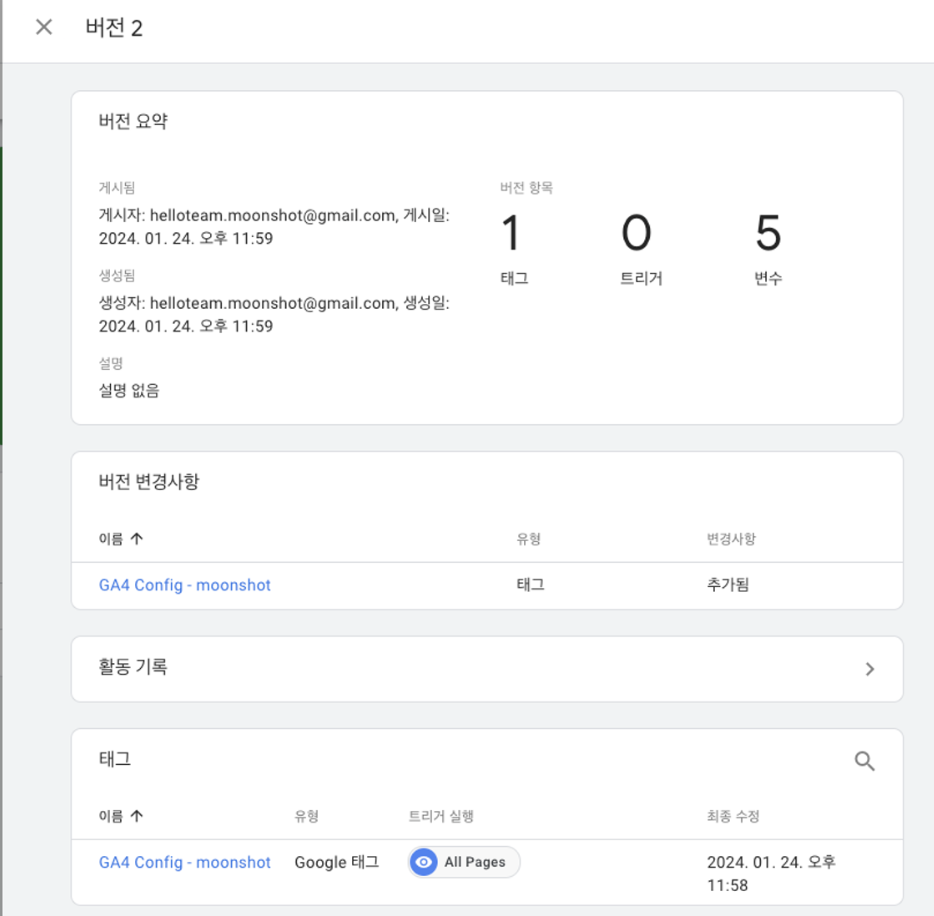 버전 2
버전 요약
게시됨
게시자: helloteam.moonshot@gmail.com, 게시일:
2024. 01. 24. 오후 11:59
생성됨
생성자: helloteam.moonshot@gmail.com, 생성일:
2024. 01. 24. 오후 11:59
설명
설명 없음
버전 항목
1 0 5
태그 트리거 변수
버전 변경사항
이름 유형 변경사항
GA4 Config - moonshot 태그 추가됨
활동 기록
태그
이름 유형 트리거 실행 최종 수정
GA4 Config - moonshot Google 태그 All Pages 2024. 01. 24. 오후
11:58